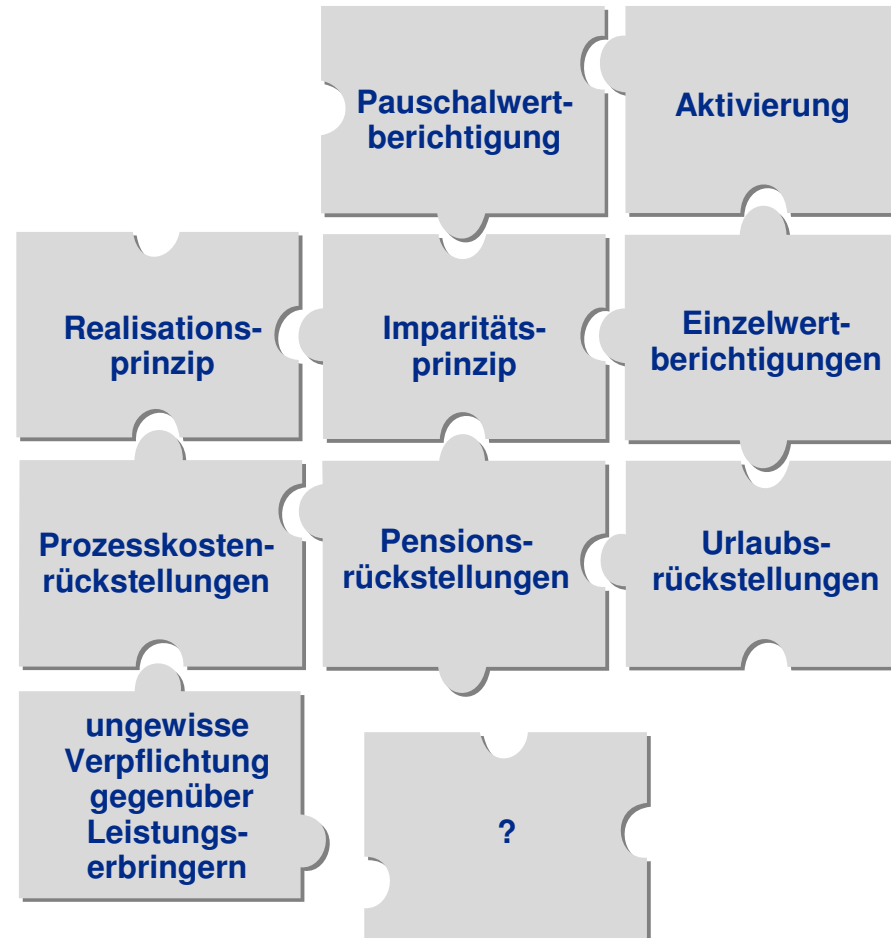 Pauschalwert-
berichtigung
Aktivierung
Realisations-
prinzip
Imparitäts-
prinzip
Einzelwert-
berichtigungen
Prozesskosten-
rückstellungen
Pensions-
rückstellungen
Urlaubs-
rückstellungen
ungewisse
Verpflichtung
gegenüber
Leistungs-
erbringern
?